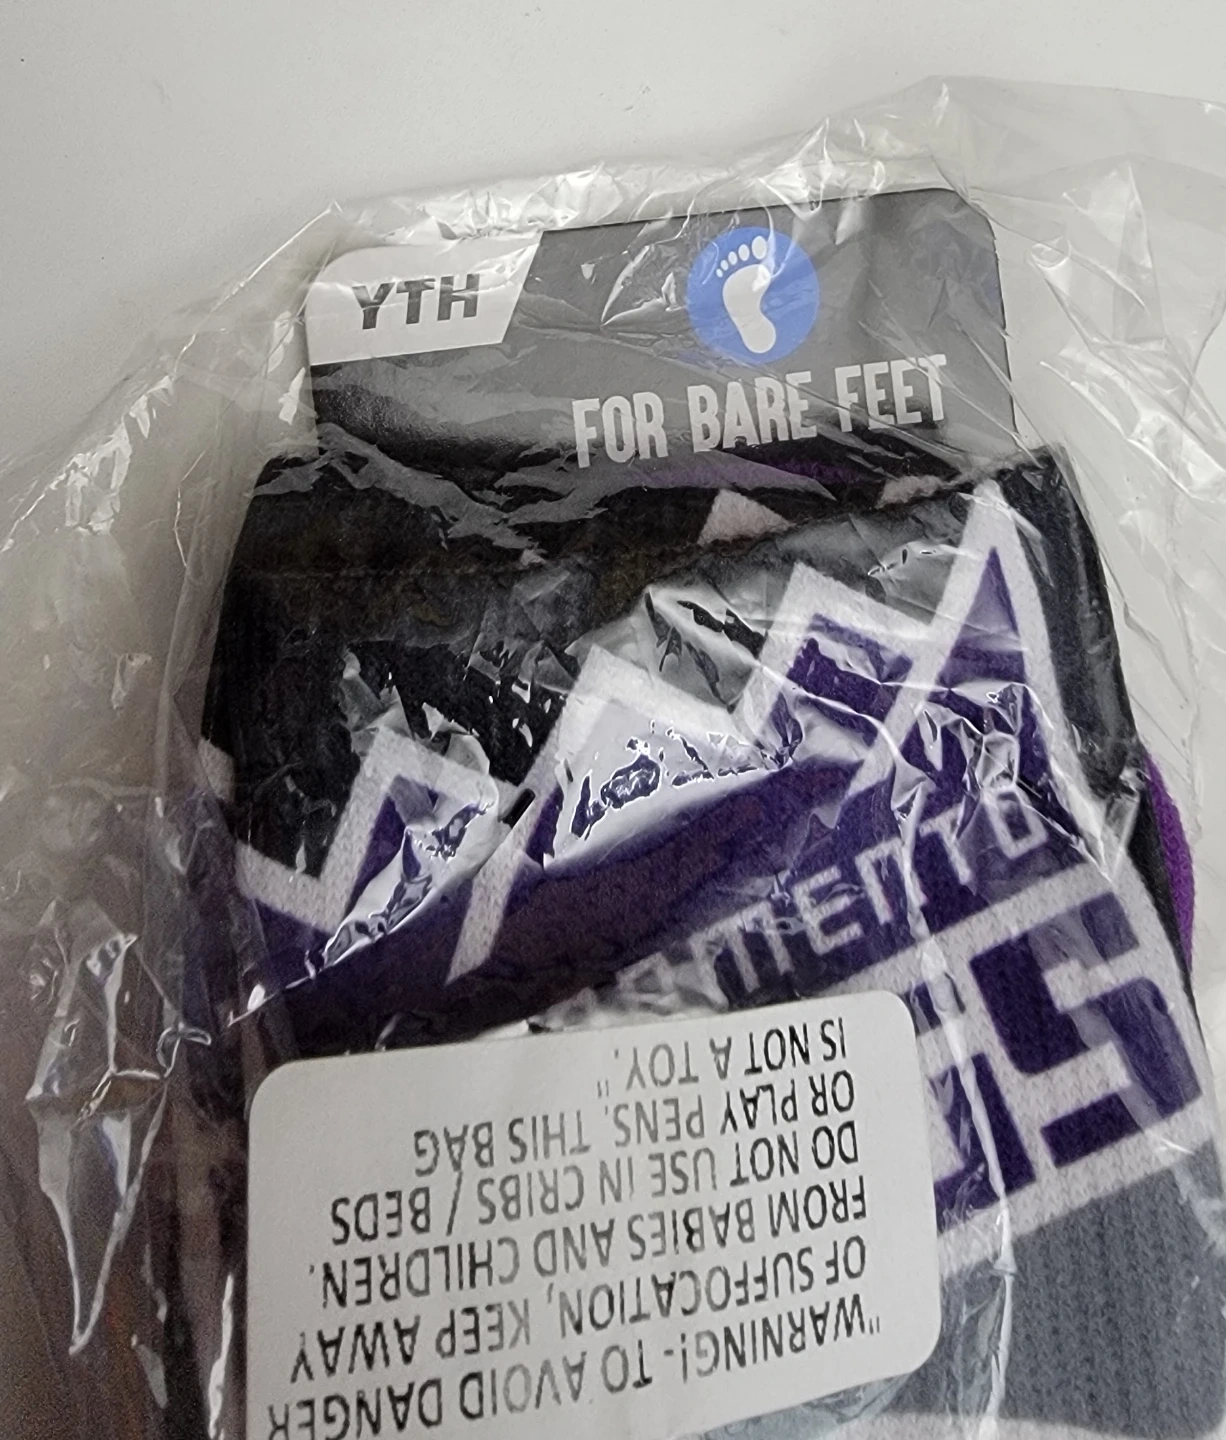 YTH
FOR BARE FEET
"WARNING!- TO AVOID DANGER
OF SUFFOCATION, KEEP AWAY
FROM BABIES AND CHILDREN.
DO NOT USE IN CRIBS / BEDS
OR PLAY PENS. THIS BAG
IS NOT A TOY. "